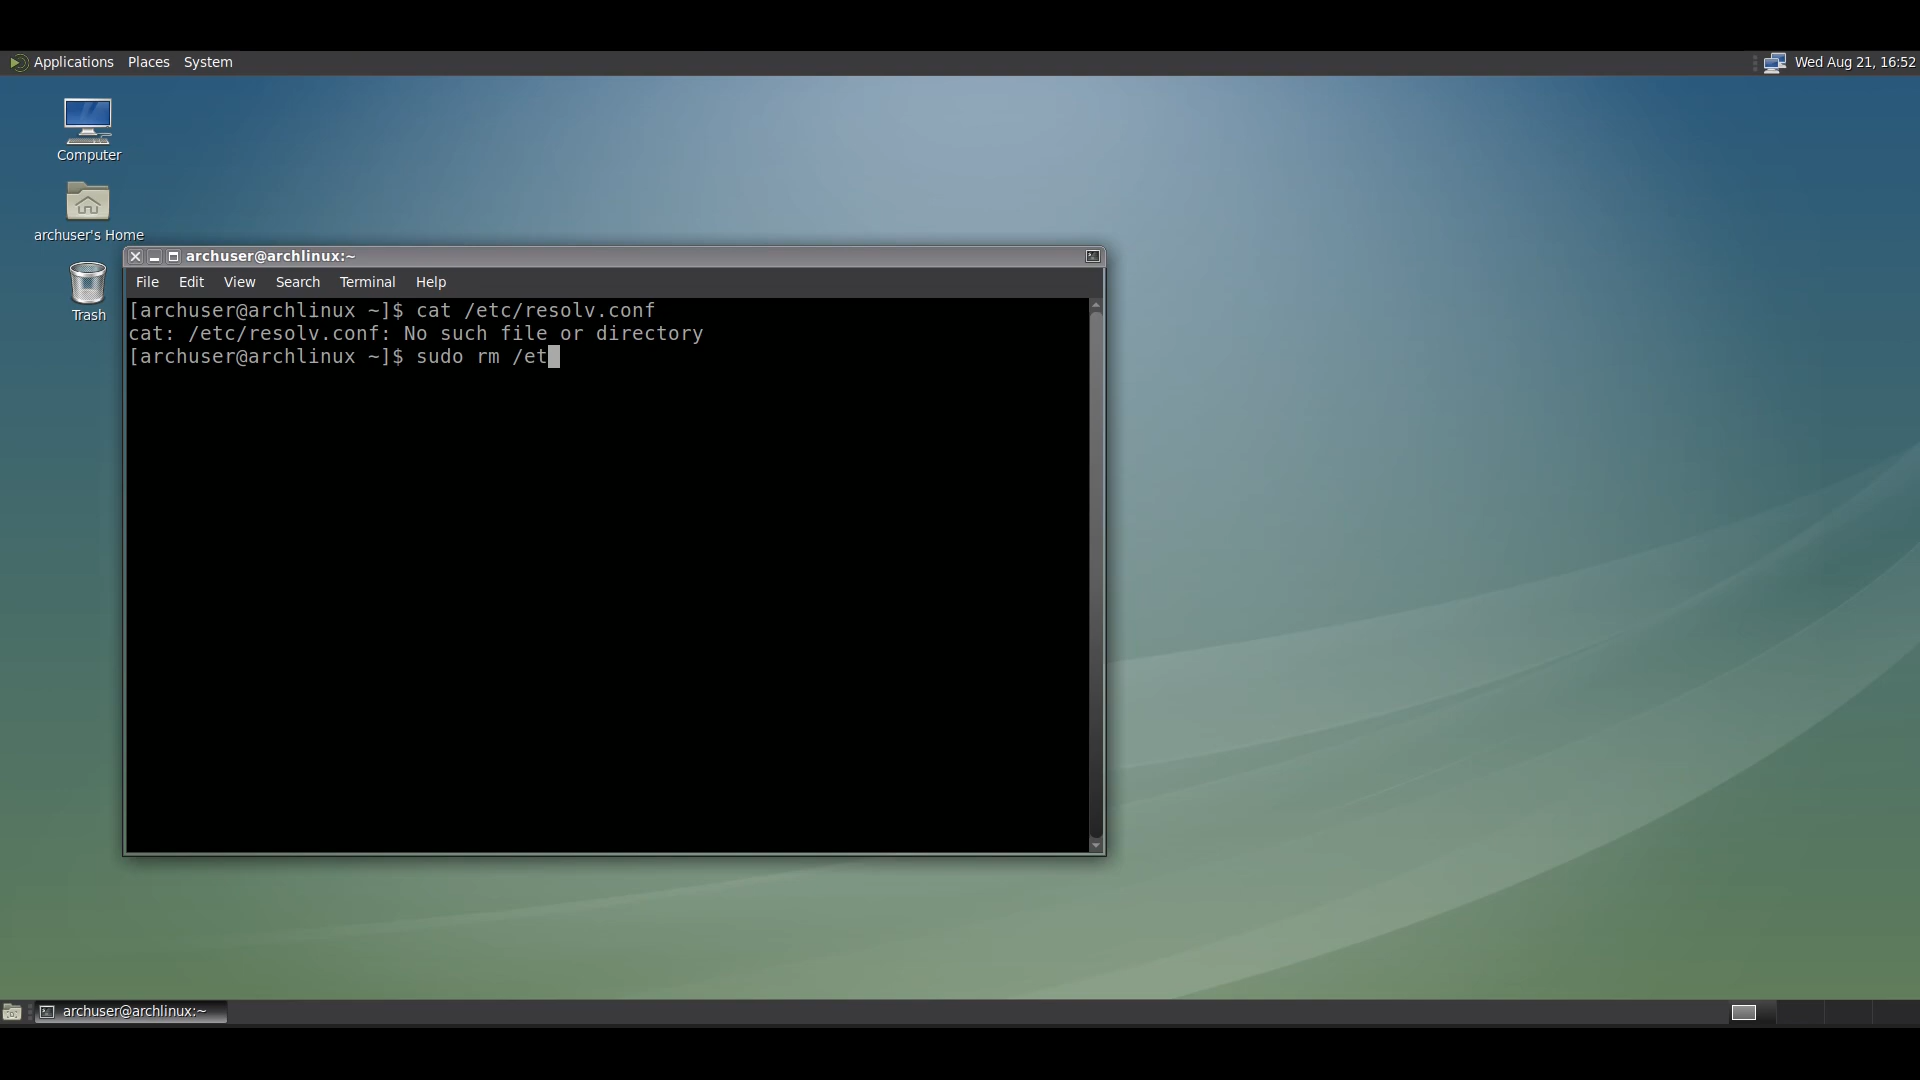 Applications Places System
Wed Aug 21, 16:52
Computer
archuser's Home
Trash
archuser@archlinux:~
File Edit View Search Terminal Help
[archuser@archlinux ~]$ cat /etc/resolv.conf
cat: /etc/resolv.conf: No such file or directory
[archuser@archlinux ~]$ sudo rm /et
archuser@archlinux:~